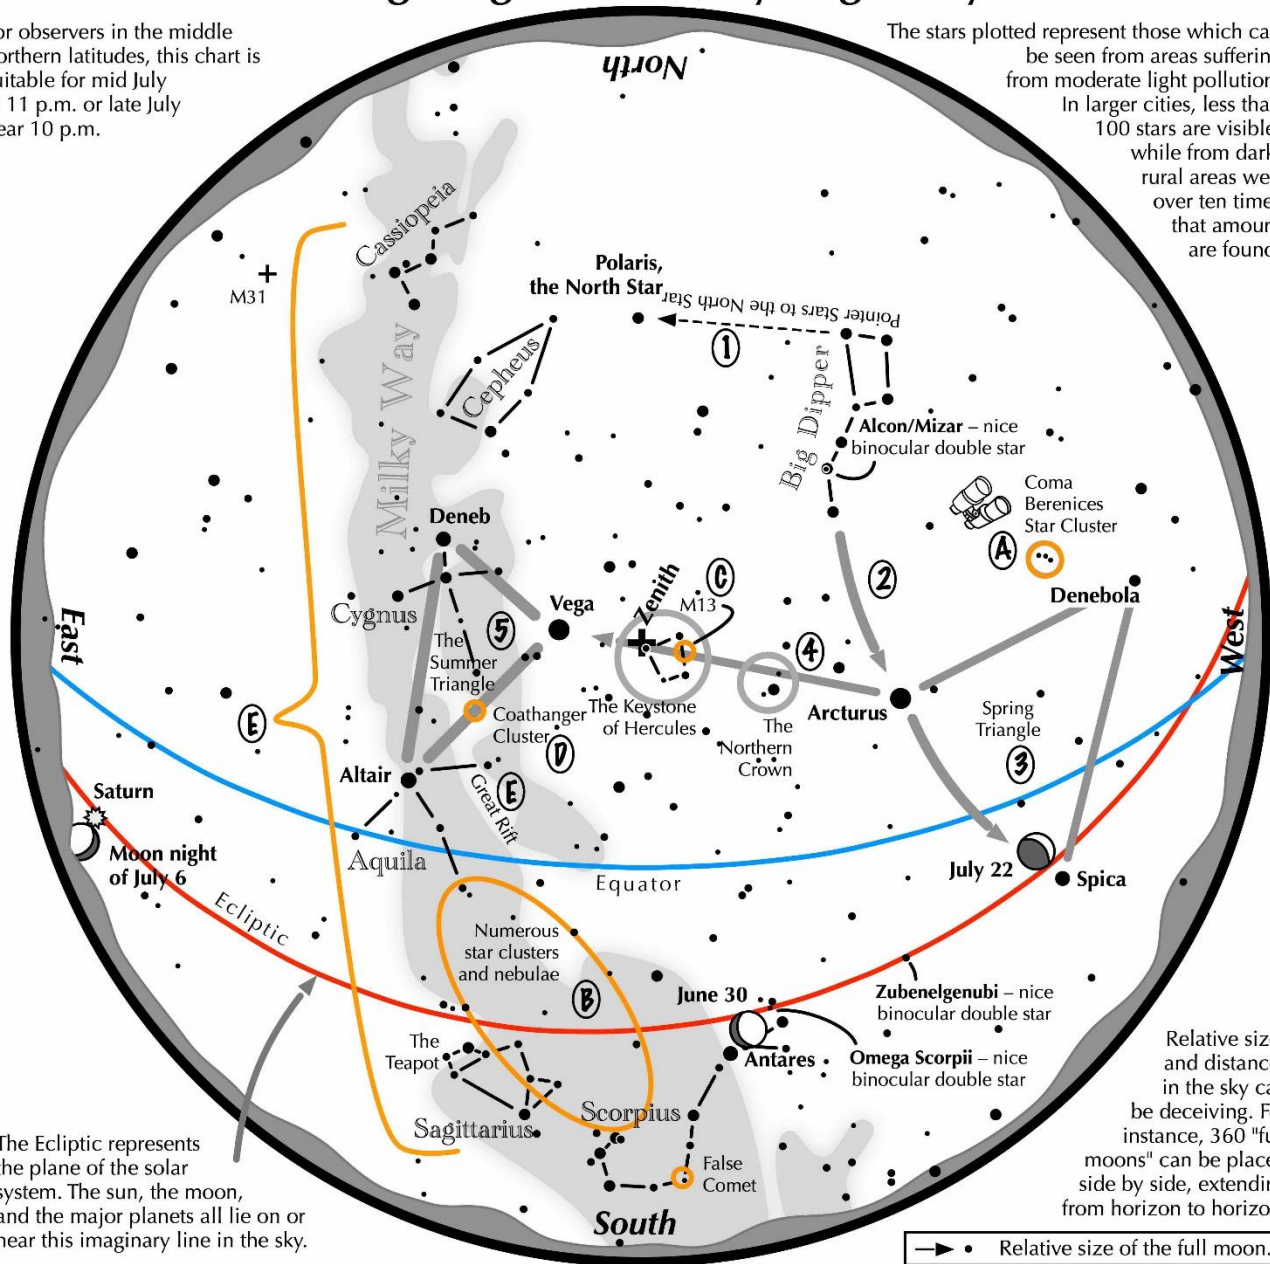 or observers in the middle
orthern latitudes, this chart is
uitable for mid July
11 p.m. or late July
ear 10 p.m.
The stars plotted represent those which ca
be seen from areas sufferin
from moderate light pollution
In larger cities, less tha
100 stars are visible
while from dark
rural areas we
over ten time
that amoun
are found
North
Cassiopeia
M31
Polaris,
the North Star
Pointer Stars to the North Star
1
Milky Way
Cepheus
Big Dipper
Alcon/Mizar – nice
binocular double star
Coma
Berenices
Star Cluster
A
Deneb
2
Denebola
Cygnus
Vega
Zenith
C
M13
East
West
The
Summer
Triangle
5
4
E
Coathanger
Cluster
D
The Keystone
of Hercules
The
Northern
Crown
Arcturus
Spring
Triangle
3
Altair
Great Rift
E
Saturn
Moon night
of July 6
Aquila
Equator
July 22
Spica
Ecliptic
Numerous
star clusters
and nebulae
B
June 30
Zubenelgenubi – nice
binocular double star
The
Teapot
Antares
Omega Scorpii – nice
binocular double star
Sagittarius
Scorpius
False
Comet
South
The Ecliptic represents
the plane of the solar
system. The sun, the moon,
and the major planets all lie on or
near this imaginary line in the sky.
Relative size
and distance
in the sky ca
be deceiving. Fo
instance, 360 "fu
moons" can be place
side by side, extendin
from horizon to horizo
Relative size of the full moon.